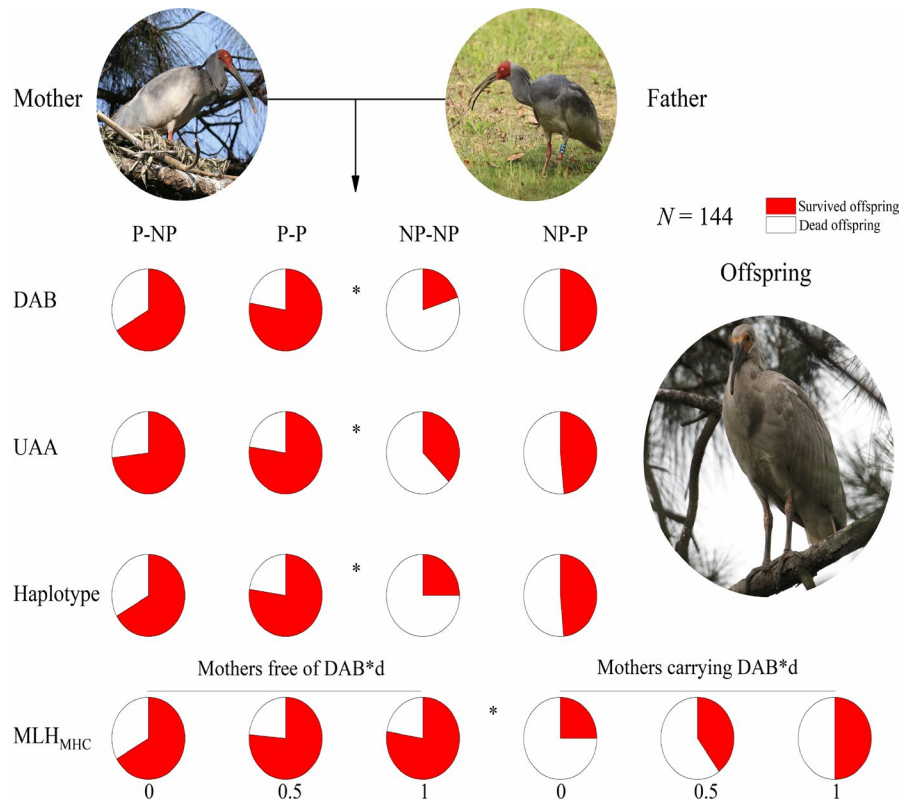 Mother
Father
N = 144
Survived offspring
Dead offspring
P-NP P-P NP-NP NP-P
Offspring
DAB *
UAA *
Haplotype *
Mothers free of DAB*d Mothers carrying DAB*d
MLHMHC *
0 0.5 1 0 0.5 1